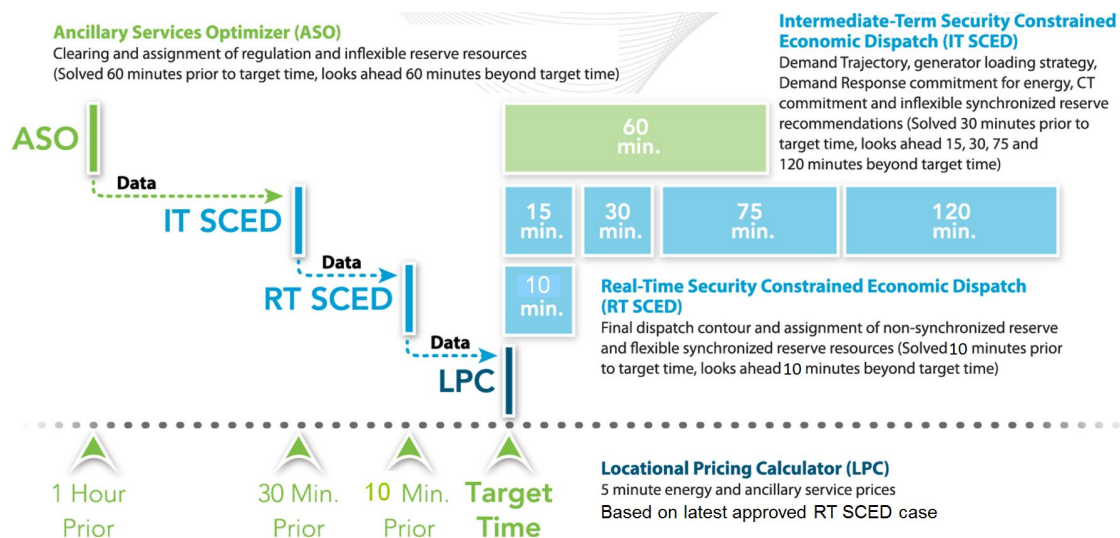 Ancillary Services Optimizer (ASO)
Clearing and assignment of regulation and inflexible reserve resources
(Solved 60 minutes prior to target time, looks ahead 60 minutes beyond target time)
Intermediate-Term Security Constrained
Economic Dispatch (IT SCED)
Demand Trajectory, generator loading strategy,
Demand Response commitment for energy, CT
commitment and inflexible synchronized reserve
recommendations (Solved 30 minutes prior to
target time, looks ahead 15, 30, 75 and
120 minutes beyond target time)
ASO
60
min.
Data
IT SCED
15
min.
30
min.
75
min.
120
min.
Data
RT SCED
10
min.
Real-Time Security Constrained Economic Dispatch
(RT SCED)
Final dispatch contour and assignment of non-synchronized reserve
and flexible synchronized reserve resources (Solved 10 minutes prior
to target time, looks ahead 10 minutes beyond target time)
Data
LPC
1 Hour
Prior
30 Min.
Prior
10 Min.
Prior
Target
Time
Locational Pricing Calculator (LPC)
5 minute energy and ancillary service prices
Based on latest approved RT SCED case